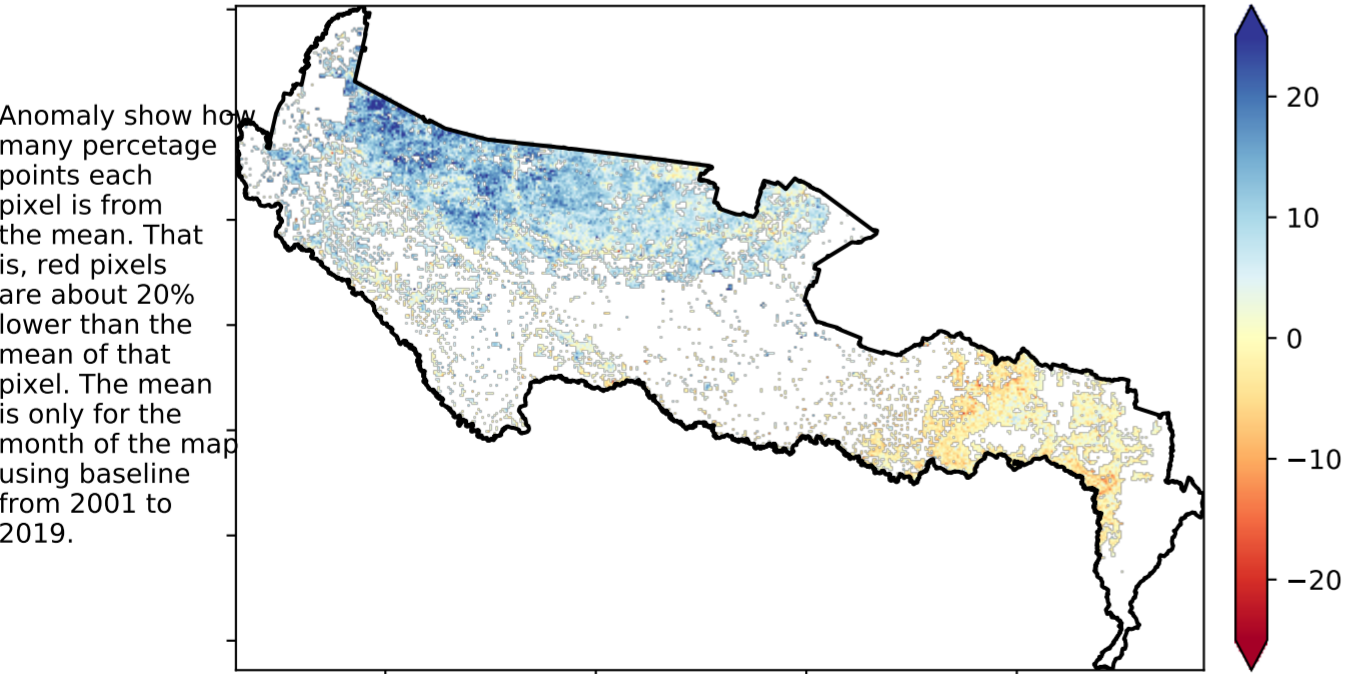 Anomaly show how
many percetage
points each
pixel is from
the mean. That
is, red pixels
are about 20%
lower than the
mean of that
pixel. The mean
is only for the
month of the map
using baseline
from 2001 to
2019.
20
10
0
−10
−20